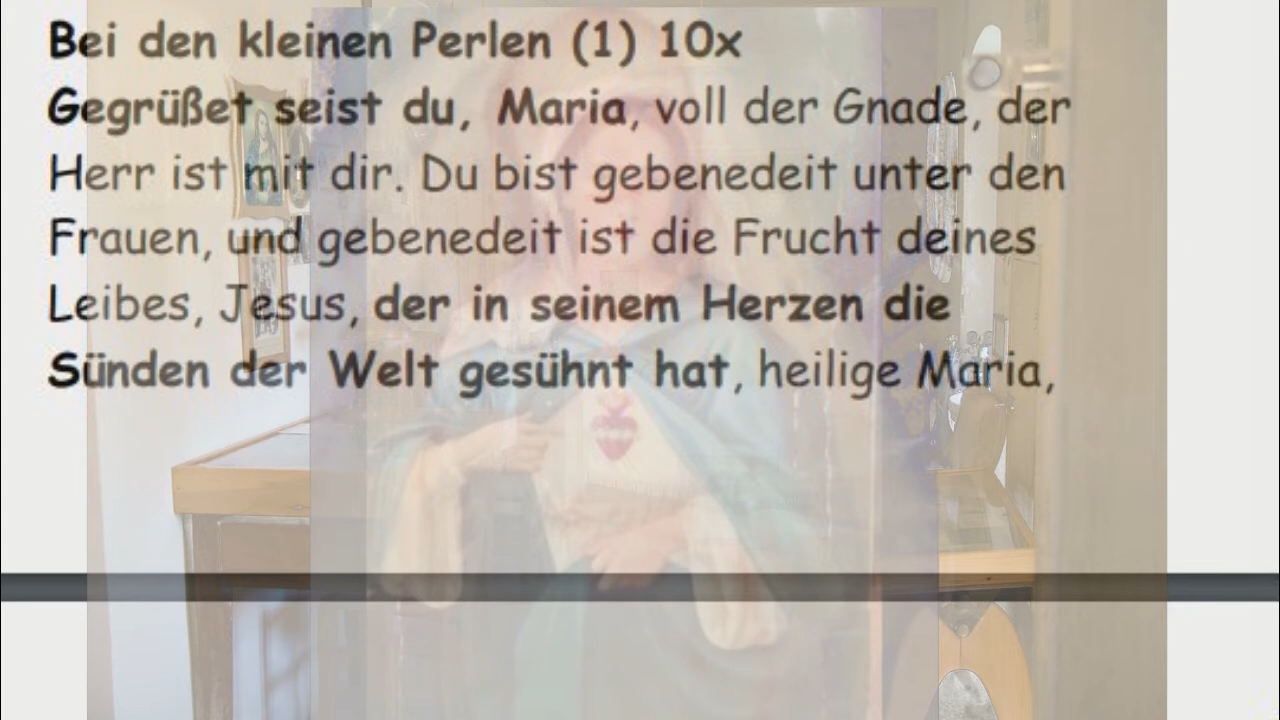 Bei den kleinen Perlen (1) 10x
Gegrüßet seist du, Maria, voll der Gnade, der
Herr ist mit dir. Du bist gebenedeit unter den
Frauen, und gebenedeit ist die Frucht deines
Leibes, Jesus, der in seinem Herzen die
Sünden der Welt gesühnt hat, heilige Maria,